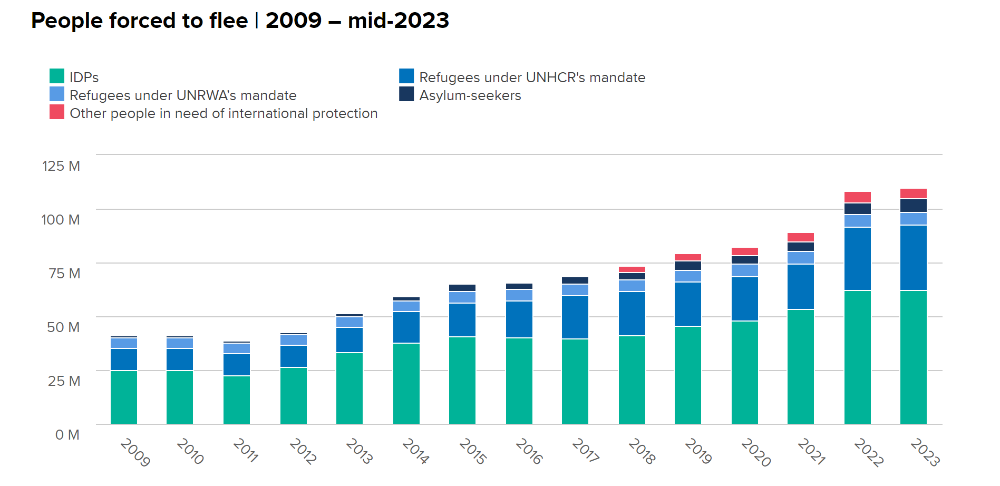 People forced to flee | 2009 – mid-2023
IDPs
Refugees under UNHCR's mandate
Refugees under UNRWA’s mandate
Asylum-seekers
Other people in need of international protection
125 M
100 M
75 M
50 M
25 M
0 M
2009
2010
2011
2012
2013
2014
2015
2016
2017
2018
2019
2020
2021
2022
2023